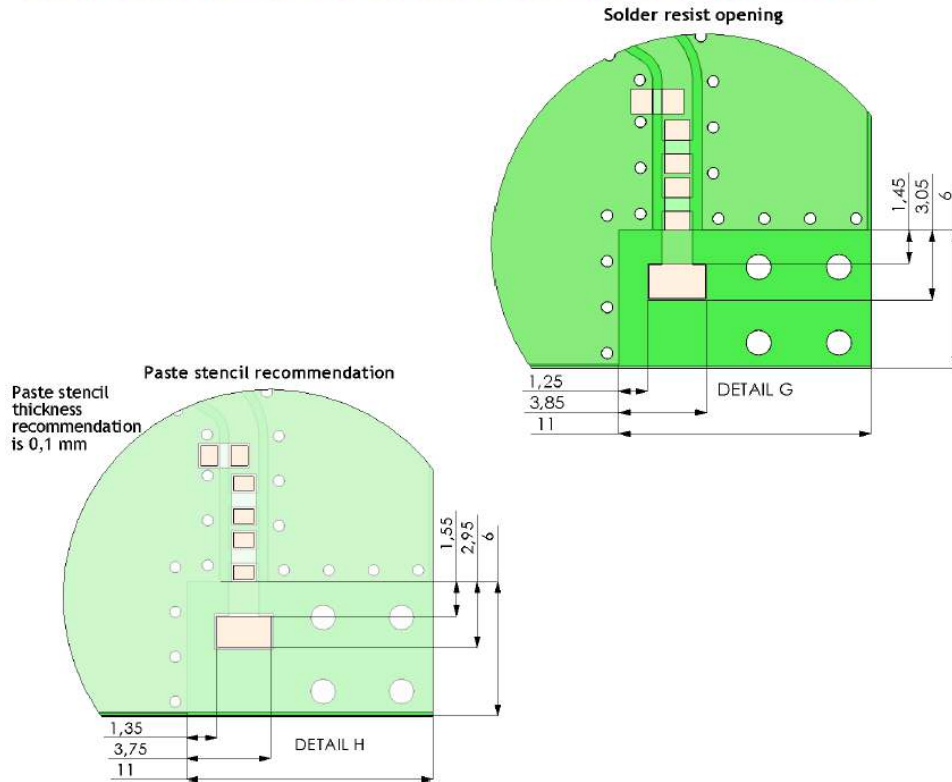 Solder resist opening
1,45
3,05
6
1,25
3,85
11
DETAIL G
Paste stencil recommendation
Paste stencil
thickness
recommendation
is 0,1 mm
1,55
2,95
6
1,35
3,75
11
DETAIL H